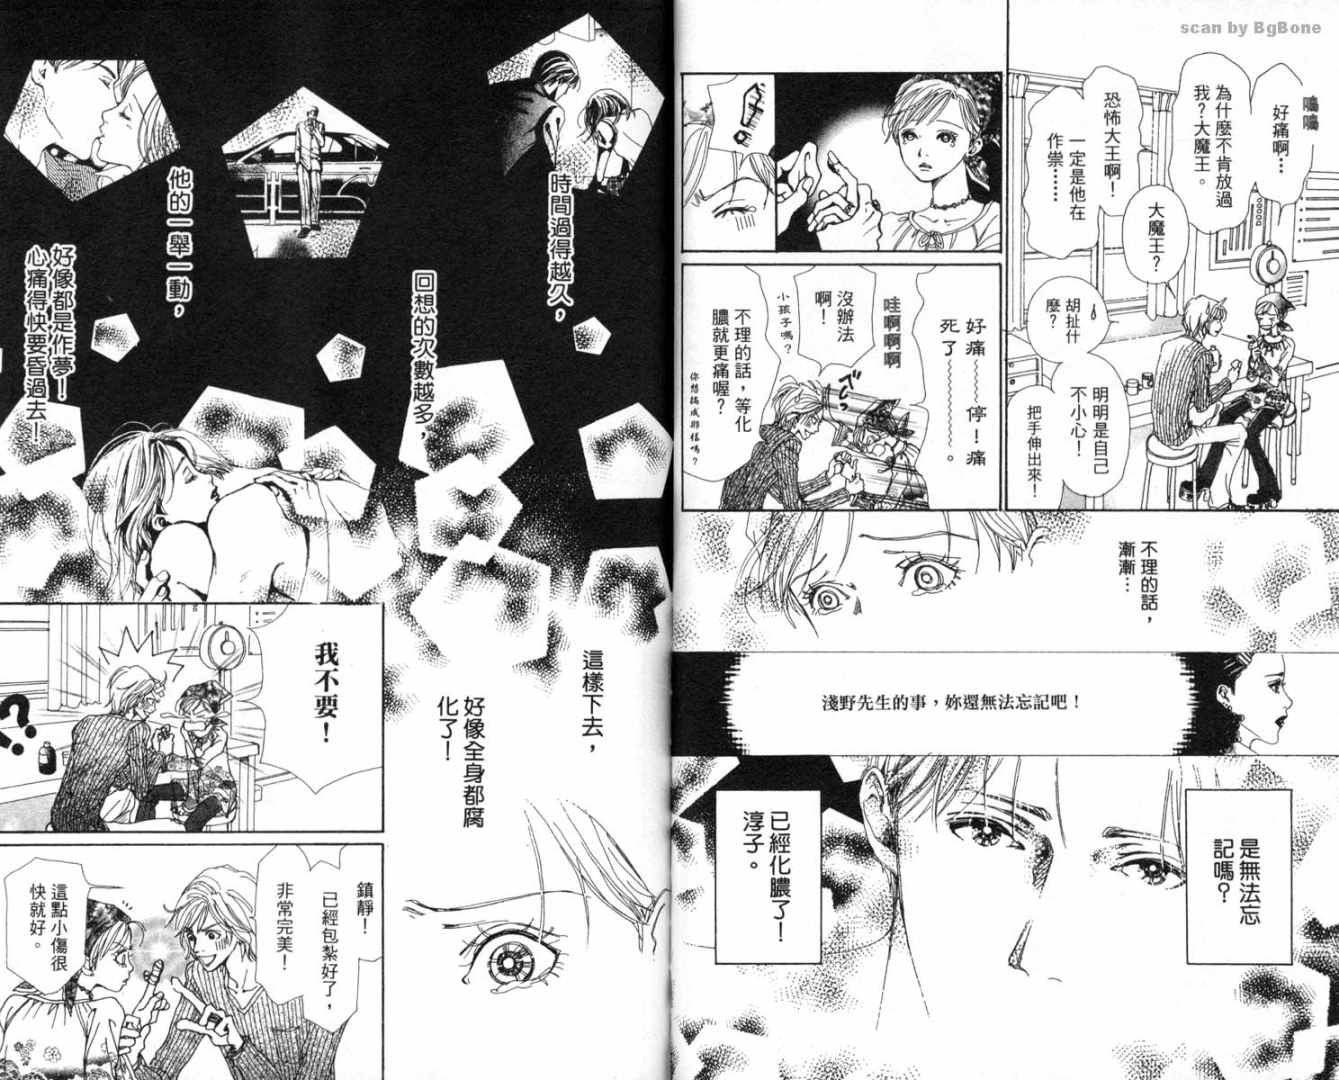 scan by BgBone
嗚嗚
好痛啊…
為什麼不肯放過
我？大魔王。
恐怖大王啊！
一定是他在
作祟……
大魔王？
胡扯什
麼？
明明是自己
不小心！
把手伸出來！
哇啊啊啊
好痛～～停！痛
死了～～～。
沒辦法
啊！
小孩子嗎？
不理的話，等化
膿就更痛喔？
你想搞成那樣嗎？
不理的話，
漸漸…
淺野先生的事，妳還無法忘記吧！
是無法忘
記嗎？
已經化膿了！
淳子。
時間過得越久，
回想的次數越多，
他的一舉一動，
好像都是作夢！
心痛得快要昏過去！
這樣下去，
好像全身都腐
化了！
我不要！
鎮靜！
已經包紮好了，
非常完美！
這點小傷很
快就好。